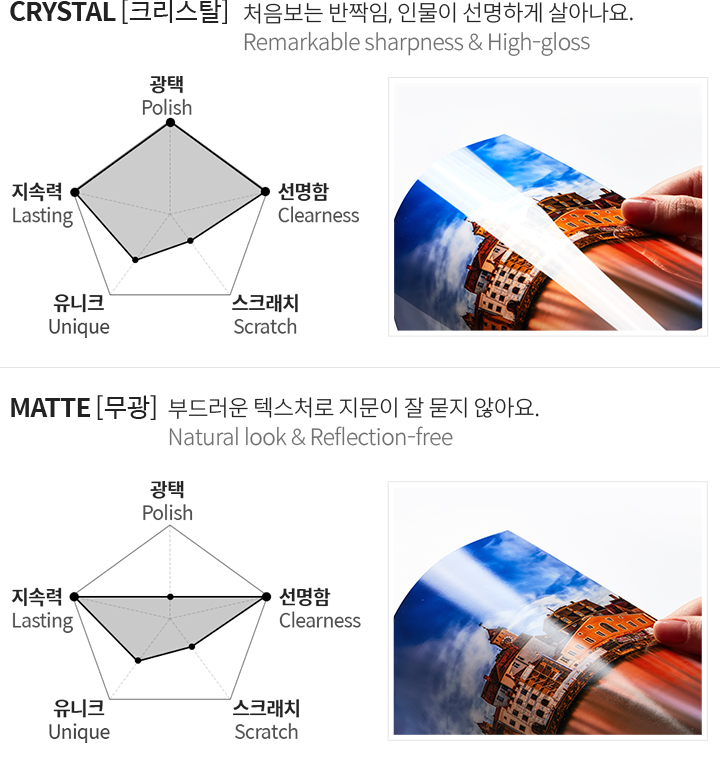 CRYSTAL [크리스탈] 처음보는 반짝임, 인물이 선명하게 살아나요.
Remarkable sharpness & High-gloss
광택
Polish
지속력
Lasting
선명함
Clearness
유니크
Unique
스크래치
Scratch
MATTE [무광] 부드러운 텍스처로 지문이 잘 묻지 않아요.
Natural look & Reflection-free
광택
Polish
지속력
Lasting
선명함
Clearness
유니크
Unique
스크래치
Scratch